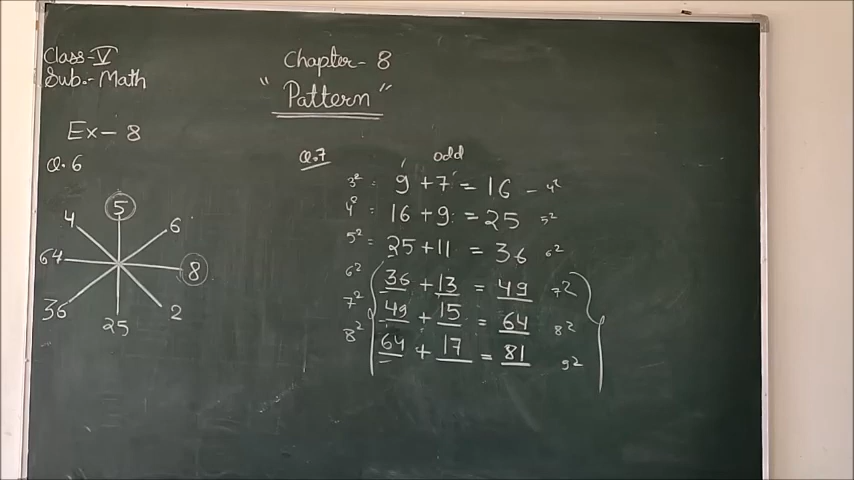 Class-V
Sub.- Math
Chapter- 8
"Pattern"
Ex- 8
Q.6
5
4 6
64 8
36 2
25
Q.7 odd
3² = 9 + 7 = 16 - 4²
4² = 16 + 9 = 25 5²
5² = 25 + 11 = 36 6²
6² 36 + 13 = 49 7²
7² 49 + 15 = 64 8²
8² 64 + 17 = 81 9²